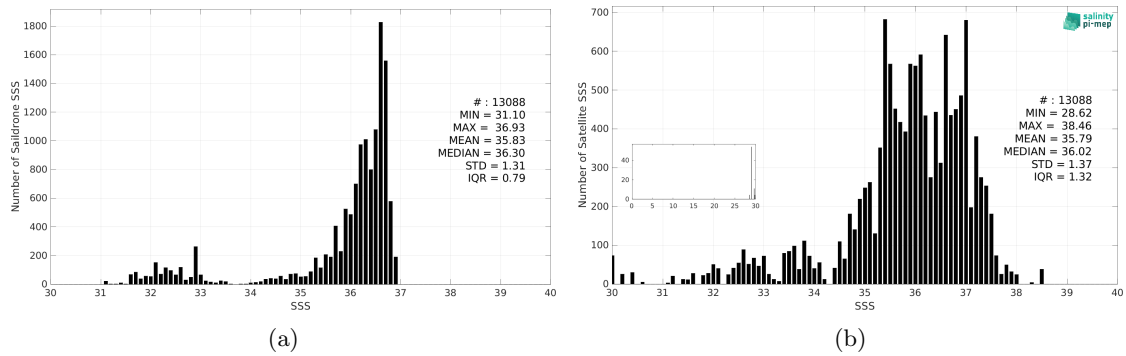 Number of Saildrone SSS
1800
1600
1400
1200
1000
800
600
400
200
0
# : 13088
MIN = 31.10
MAX = 36.93
MEAN = 35.83
MEDIAN = 36.30
STD = 1.31
IQR = 0.79
30 31 32 33 34 35 36 37 38 39 40
SSS
(a)
Number of Satellite SSS
700
600
500
400
300
200
100
0
salinity
pi-mep
# : 13088
MIN = 28.62
MAX = 38.46
MEAN = 35.79
MEDIAN = 36.02
STD = 1.37
IQR = 1.32
40
20
0
0 5 10 15 20 25 30
30 31 32 33 34 35 36 37 38 39 40
SSS
(b)